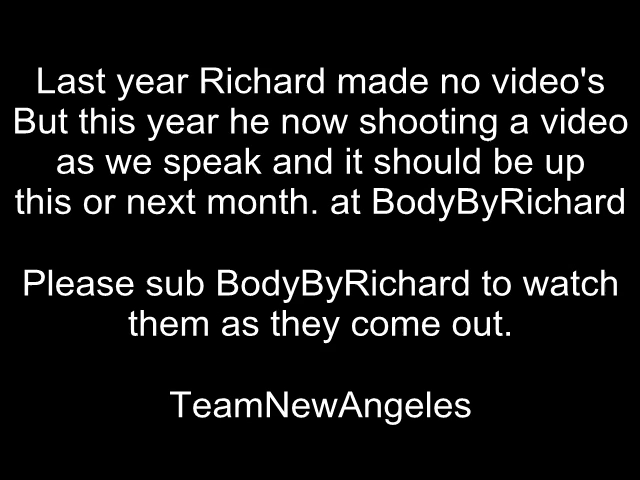 Last year Richard made no video's
But this year he now shooting a video
as we speak and it should be up
this or next month. at BodyByRichard
Please sub BodyByRichard to watch
them as they come out.
TeamNewAngeles